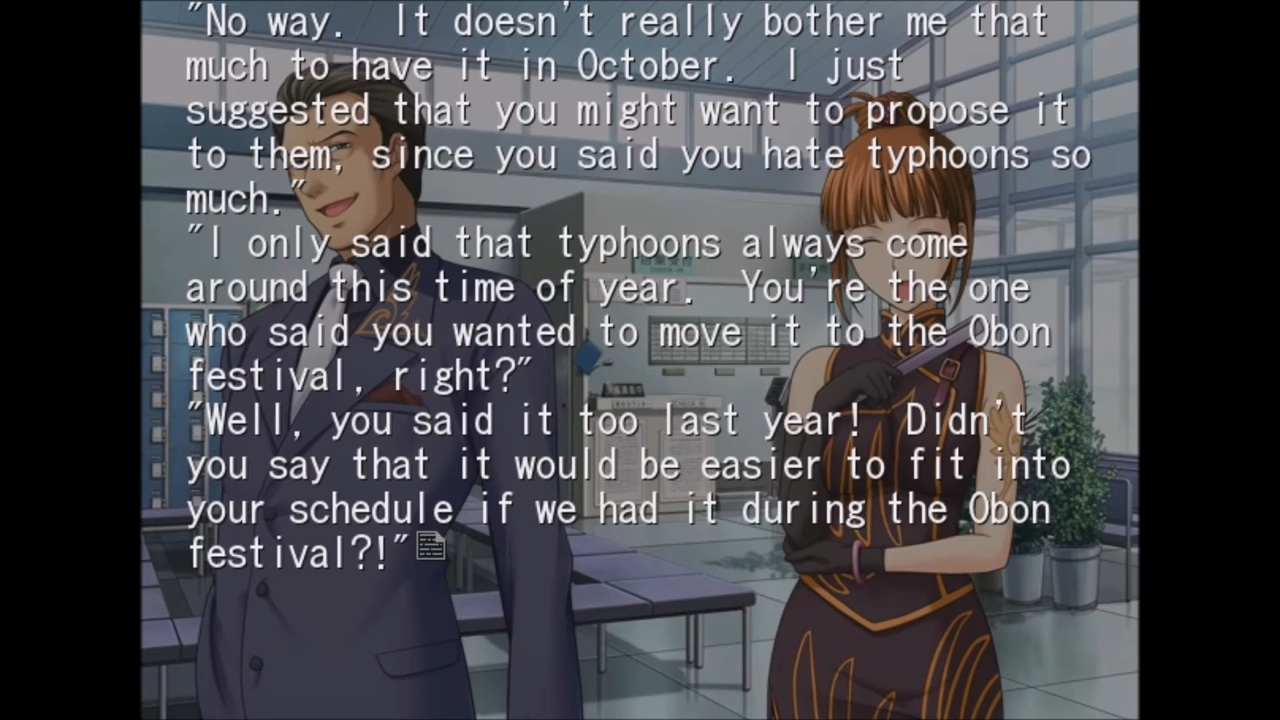 "No way.  It doesn't really bother me that
much to have it in October.  I just
suggested that you might want to propose it
to them, since you said you hate typhoons so
much."
"I only said that typhoons always come
around this time of year.  You're the one
who said you wanted to move it to the Obon
festival, right?"
"Well, you said it too last year!  Didn't
you say that it would be easier to fit into
your schedule if we had it during the Obon
festival?!"